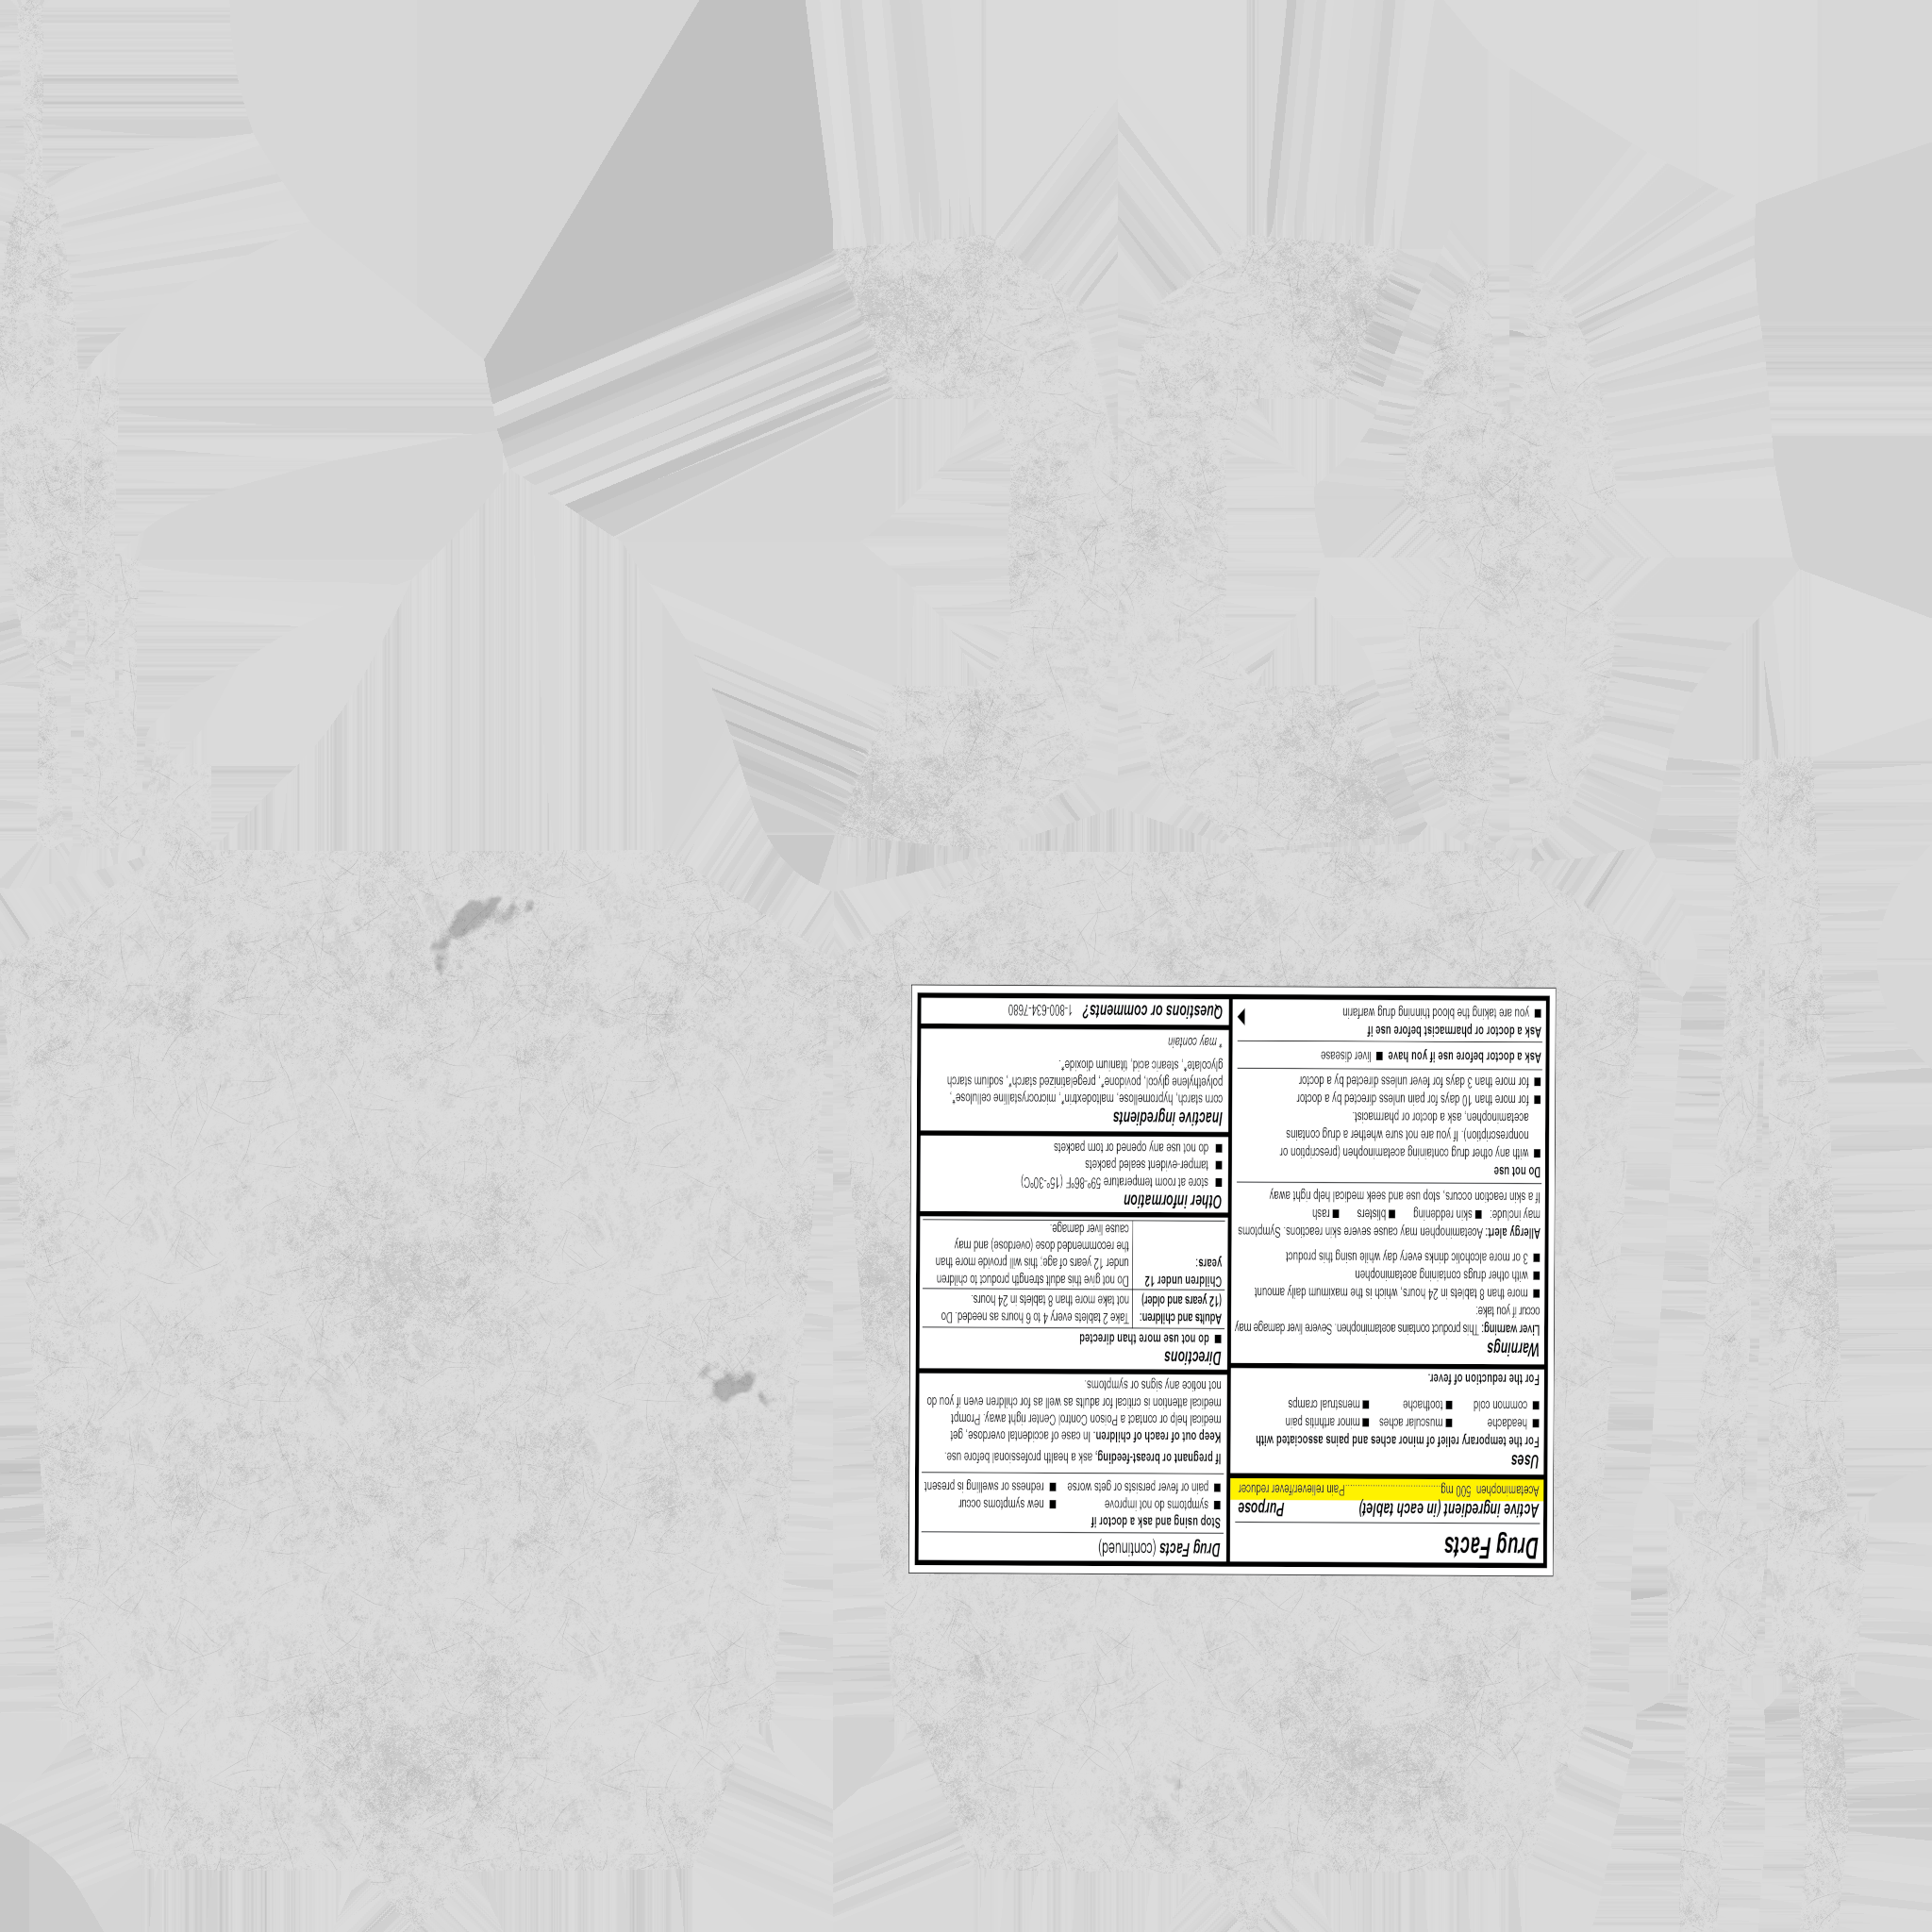 Drug Facts
Active ingredient (in each tablet) Purpose
Acetaminophen 500 mg.......................................Pain reliever/fever reducer
Uses
For the temporary relief of minor aches and pains associated with
■ headache ■ muscular aches ■ minor arthritis pain
■ common cold ■ toothache ■ menstrual cramps
For the reduction of fever.
Warnings
Liver warning: This product contains acetaminophen. Severe liver damage may
occur if you take:
■ more than 8 tablets in 24 hours, which is the maximum daily amount
■ with other drugs containing acetaminophen
■ 3 or more alcoholic drinks every day while using this product
Allergy alert: Acetaminophen may cause severe skin reactions. Symptoms
may include: ■ skin reddening ■ blisters ■ rash
If a skin reaction occurs, stop use and seek medical help right away
Do not use
■ with any other drug containing acetaminophen (prescription or
nonprescription). If you are not sure whether a drug contains
acetaminophen, ask a doctor or pharmacist.
■ for more than 10 days for pain unless directed by a doctor
■ for more than 3 days for fever unless directed by a doctor
Ask a doctor before use if you have ■ liver disease
Ask a doctor or pharmacist before use if
■ you are taking the blood thinning drug warfarin
Drug Facts (continued)
Stop using and ask a doctor if
■ symptoms do not improve ■ new symptoms occur
■ pain or fever persists or gets worse ■ redness or swelling is present
If pregnant or breast-feeding, ask a health professional before use.
Keep out of reach of children. In case of accidental overdose, get
medical help or contact a Poison Control Center right away. Prompt
medical attention is critical for adults as well as for children even if you do
not notice any signs or symptoms.
Directions
■ do not use more than directed
Adults and children: Take 2 tablets every 4 to 6 hours as needed. Do
(12 years and older) not take more than 8 tablets in 24 hours.
Children under 12 Do not give this adult strength product to children
years: under 12 years of age; this will provide more than
the recommended dose (overdose) and may
cause liver damage.
Other information
■ store at room temperature 59º-86ºF (15º-30ºC)
■ tamper-evident sealed packets
■ do not use any opened or torn packets
Inactive ingredients
corn starch, hypromellose, maltodextrin*, microcrystalline cellulose*,
polyethylene glycol, povidone*, pregelatinized starch*, sodium starch
glycolate*, stearic acid, titanium dioxide*.
* may contain
Questions or comments? 1-800-634-7680